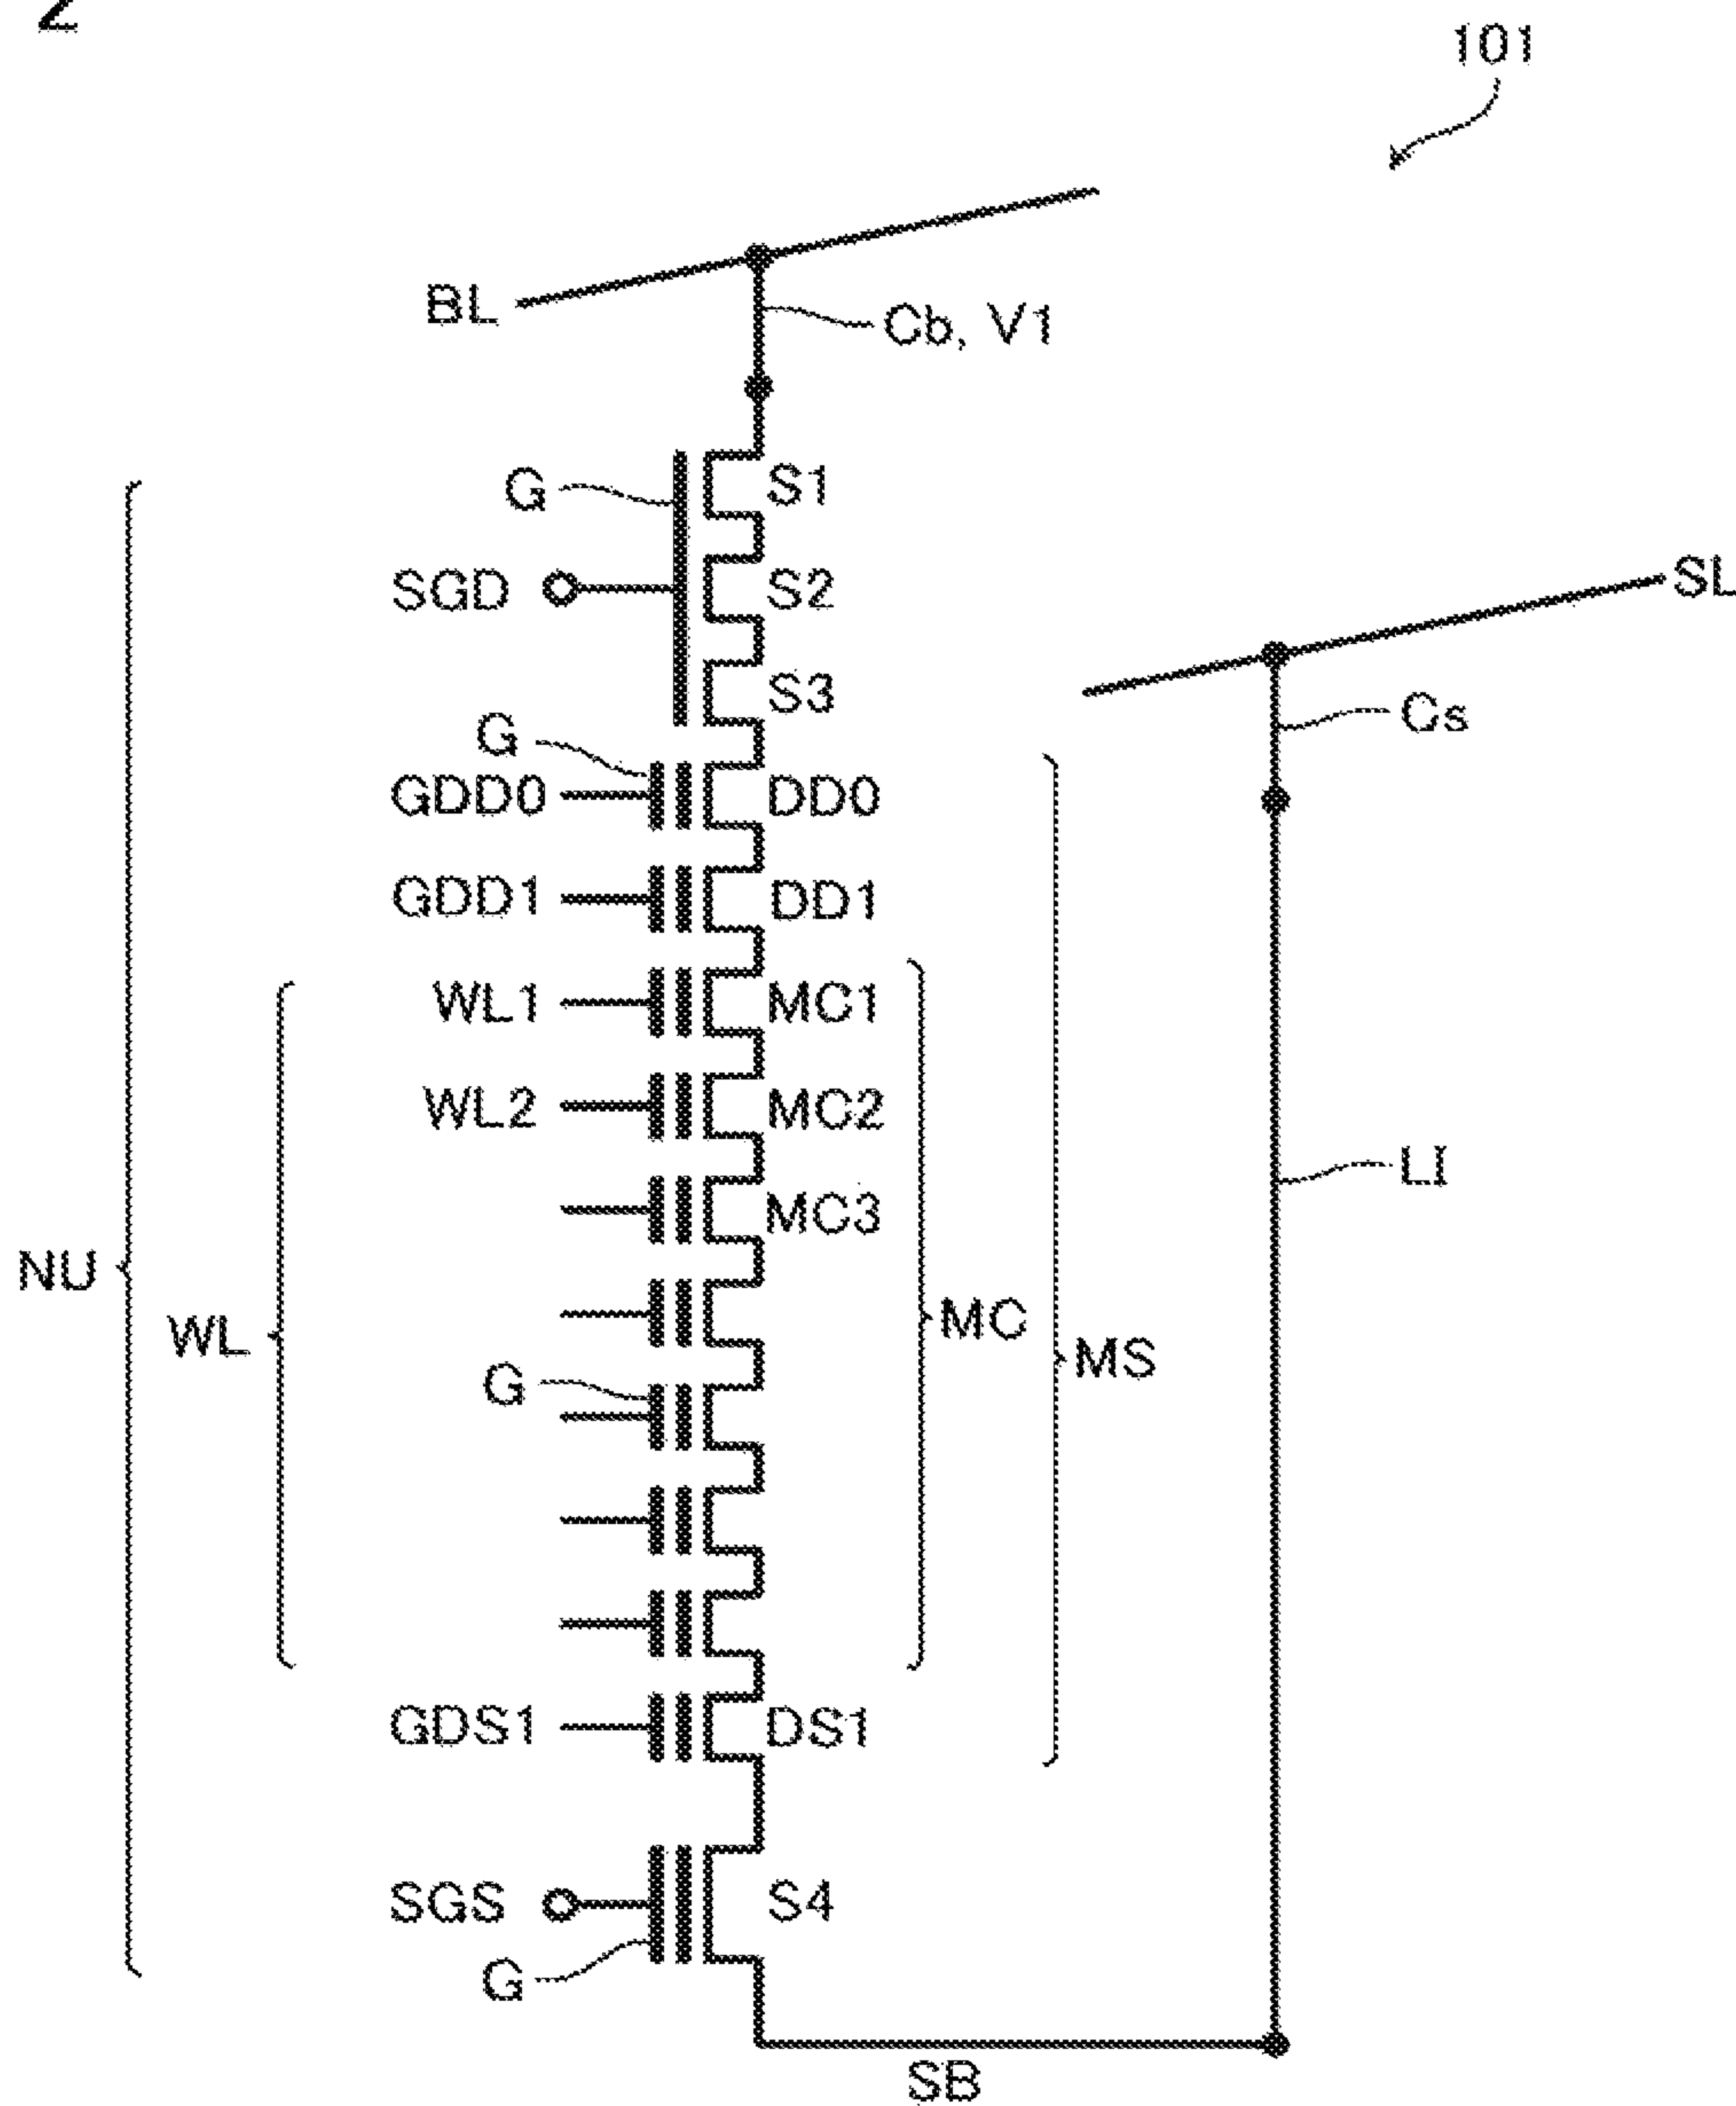 2
101
BL
Cb, V1
G
S1
SGD
S2
SL
S3
Cs
G
GDD0
DD0
GDD1
DD1
WL1
MC1
WL2
MC2
MC3
LI
NU
WL
MC
MS
G
GDS1
DS1
SGS
S4
G
SB